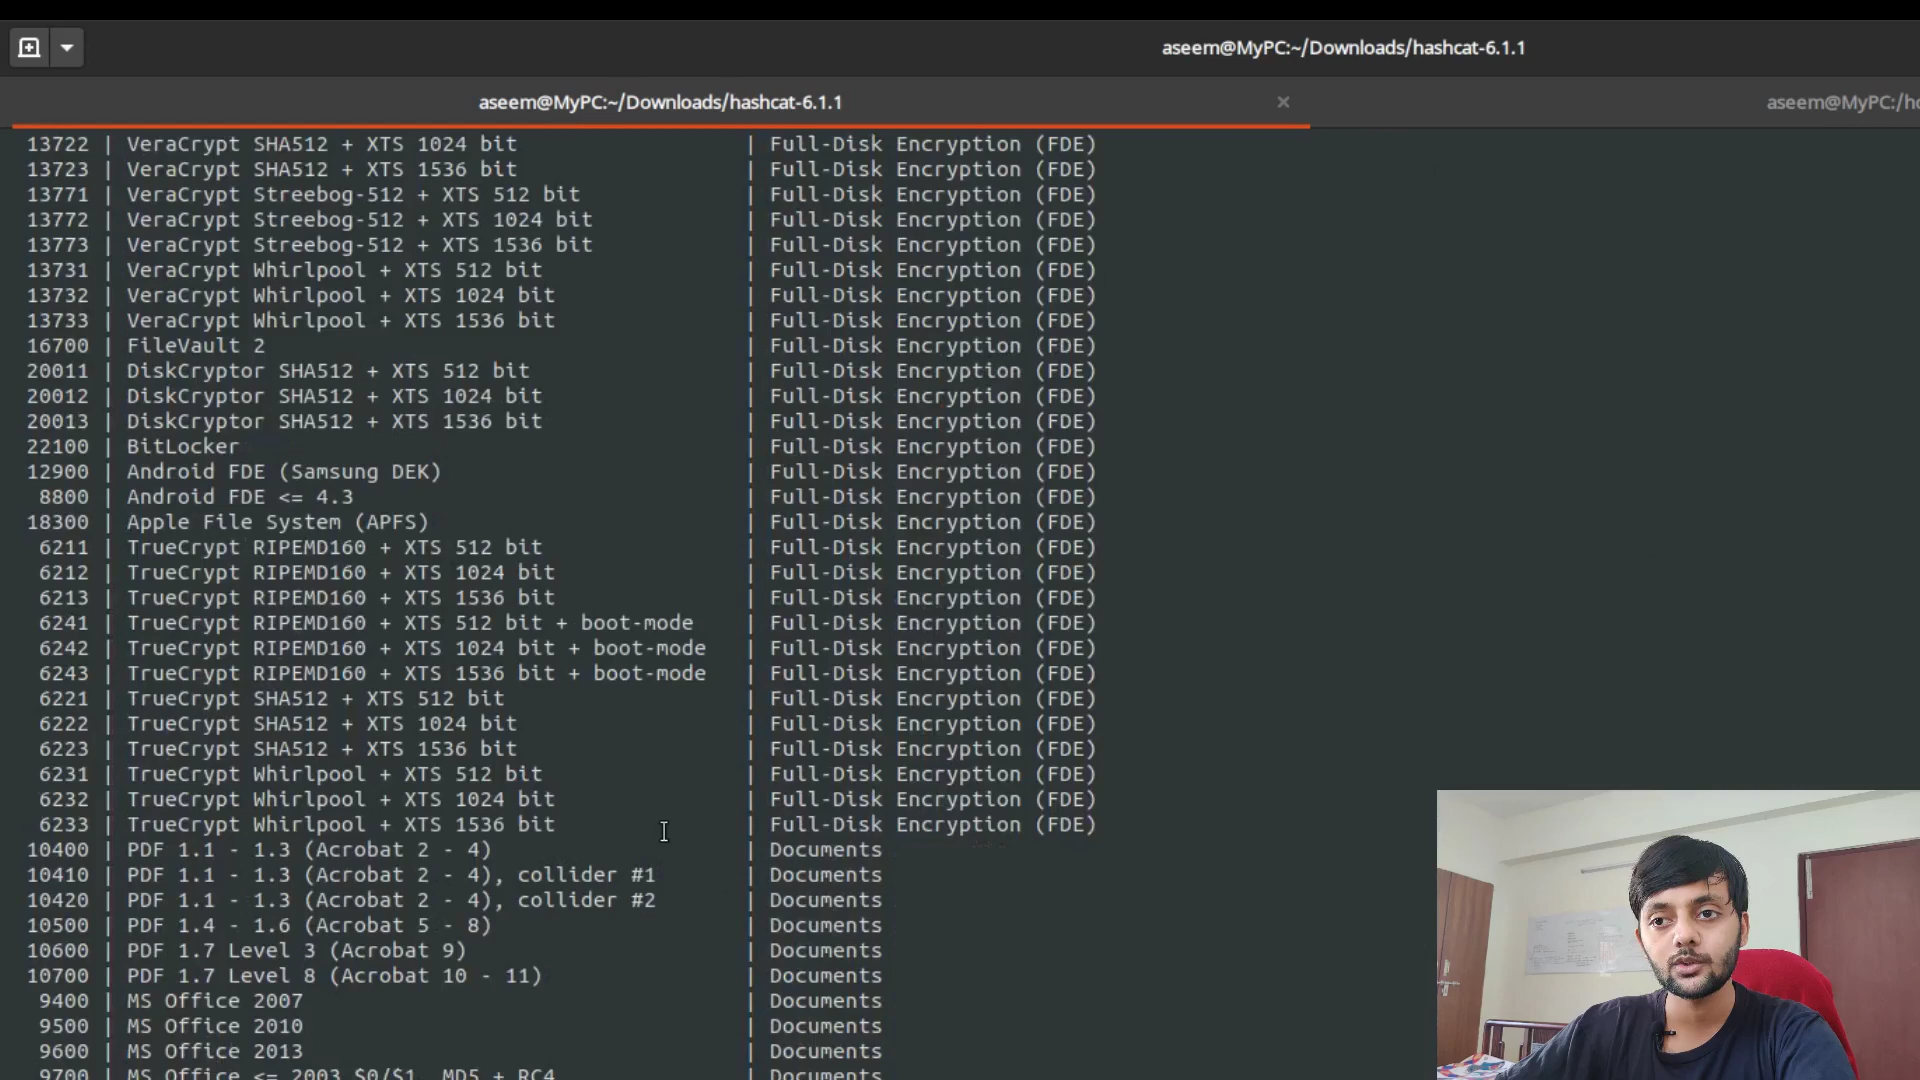 aseem@MyPC:~/Downloads/hashcat-6.1.1
aseem@MyPC:~/Downloads/hashcat-6.1.1 ×
aseem@MyPC:/ho
13722 | VeraCrypt SHA512 + XTS 1024 bit | Full-Disk Encryption (FDE)
13723 | VeraCrypt SHA512 + XTS 1536 bit | Full-Disk Encryption (FDE)
13771 | VeraCrypt Streebog-512 + XTS 512 bit | Full-Disk Encryption (FDE)
13772 | VeraCrypt Streebog-512 + XTS 1024 bit | Full-Disk Encryption (FDE)
13773 | VeraCrypt Streebog-512 + XTS 1536 bit | Full-Disk Encryption (FDE)
13731 | VeraCrypt Whirlpool + XTS 512 bit | Full-Disk Encryption (FDE)
13732 | VeraCrypt Whirlpool + XTS 1024 bit | Full-Disk Encryption (FDE)
13733 | VeraCrypt Whirlpool + XTS 1536 bit | Full-Disk Encryption (FDE)
16700 | FileVault 2 | Full-Disk Encryption (FDE)
20011 | DiskCryptor SHA512 + XTS 512 bit | Full-Disk Encryption (FDE)
20012 | DiskCryptor SHA512 + XTS 1024 bit | Full-Disk Encryption (FDE)
20013 | DiskCryptor SHA512 + XTS 1536 bit | Full-Disk Encryption (FDE)
22100 | BitLocker | Full-Disk Encryption (FDE)
12900 | Android FDE (Samsung DEK) | Full-Disk Encryption (FDE)
8800 | Android FDE <= 4.3 | Full-Disk Encryption (FDE)
18300 | Apple File System (APFS) | Full-Disk Encryption (FDE)
6211 | TrueCrypt RIPEMD160 + XTS 512 bit | Full-Disk Encryption (FDE)
6212 | TrueCrypt RIPEMD160 + XTS 1024 bit | Full-Disk Encryption (FDE)
6213 | TrueCrypt RIPEMD160 + XTS 1536 bit | Full-Disk Encryption (FDE)
6241 | TrueCrypt RIPEMD160 + XTS 512 bit + boot-mode | Full-Disk Encryption (FDE)
6242 | TrueCrypt RIPEMD160 + XTS 1024 bit + boot-mode | Full-Disk Encryption (FDE)
6243 | TrueCrypt RIPEMD160 + XTS 1536 bit + boot-mode | Full-Disk Encryption (FDE)
6221 | TrueCrypt SHA512 + XTS 512 bit | Full-Disk Encryption (FDE)
6222 | TrueCrypt SHA512 + XTS 1024 bit | Full-Disk Encryption (FDE)
6223 | TrueCrypt SHA512 + XTS 1536 bit | Full-Disk Encryption (FDE)
6231 | TrueCrypt Whirlpool + XTS 512 bit | Full-Disk Encryption (FDE)
6232 | TrueCrypt Whirlpool + XTS 1024 bit | Full-Disk Encryption (FDE)
6233 | TrueCrypt Whirlpool + XTS 1536 bit | Full-Disk Encryption (FDE)
10400 | PDF 1.1 - 1.3 (Acrobat 2 - 4) | Documents
10410 | PDF 1.1 - 1.3 (Acrobat 2 - 4), collider #1 | Documents
10420 | PDF 1.1 - 1.3 (Acrobat 2 - 4), collider #2 | Documents
10500 | PDF 1.4 - 1.6 (Acrobat 5 - 8) | Documents
10600 | PDF 1.7 Level 3 (Acrobat 9) | Documents
10700 | PDF 1.7 Level 8 (Acrobat 10 - 11) | Documents
9400 | MS Office 2007 | Documents
9500 | MS Office 2010 | Documents
9600 | MS Office 2013 | Documents
9700 | MS Office <= 2003 $0/$1, MD5 + RC4 | Documents